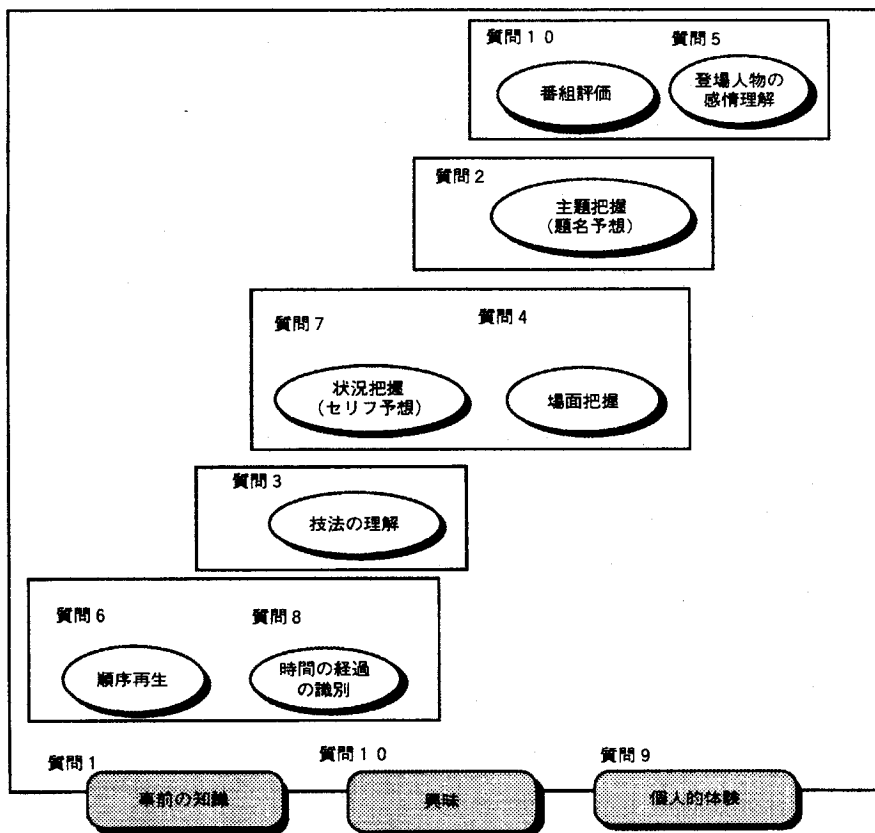 質問１０
質問５
番組評価
登場人物の
感情理解
質問２
主題把握
(題名予想)
質問７
質問４
状況把握
(セリフ予想)
場面把握
質問３
技法の理解
質問６
質問８
順序再生
時間の経過
の識別
質問１
質問１０
質問９
事前の知識
興味
個人的体験